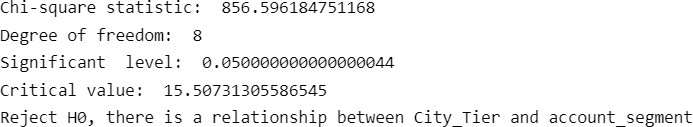 Chi-square statistic:  856.596184751168
Degree of freedom:  8
Significant  level:  0.050000000000000044
Critical value:  15.50731305586545
Reject H0, there is a relationship between City_Tier and account_segment